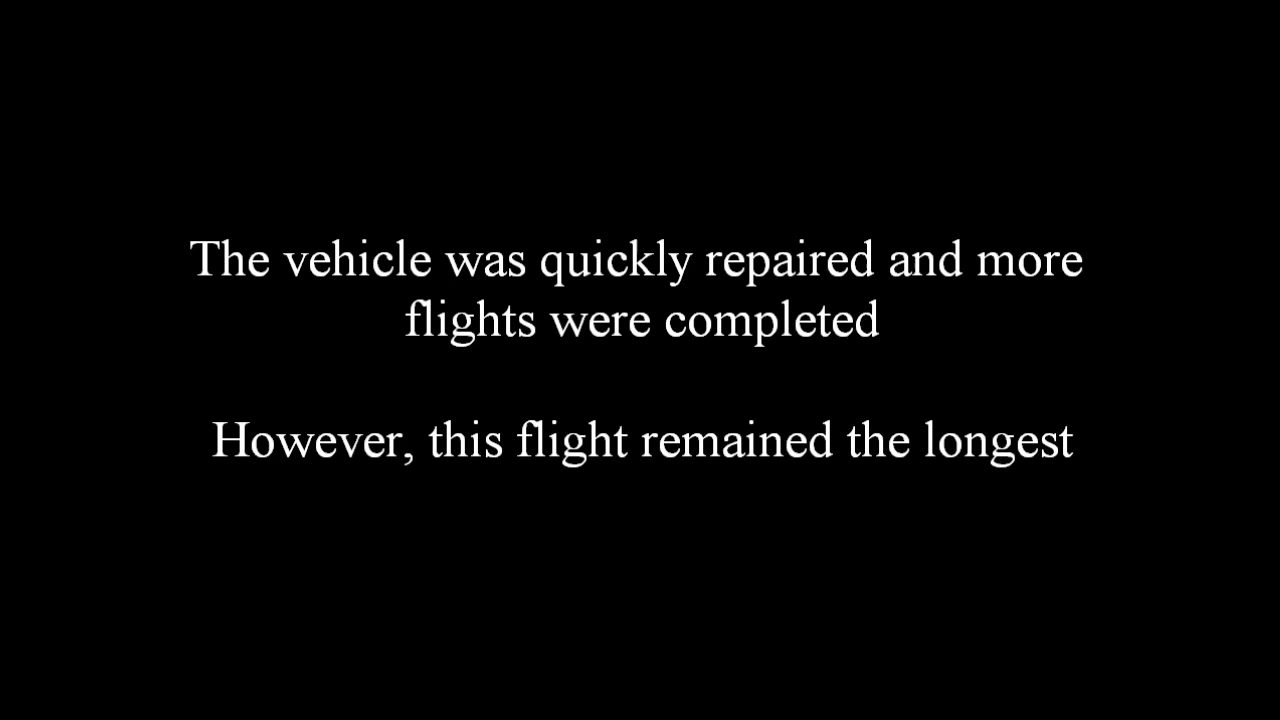 The vehicle was quickly repaired and more
flights were completed
However, this flight remained the longest